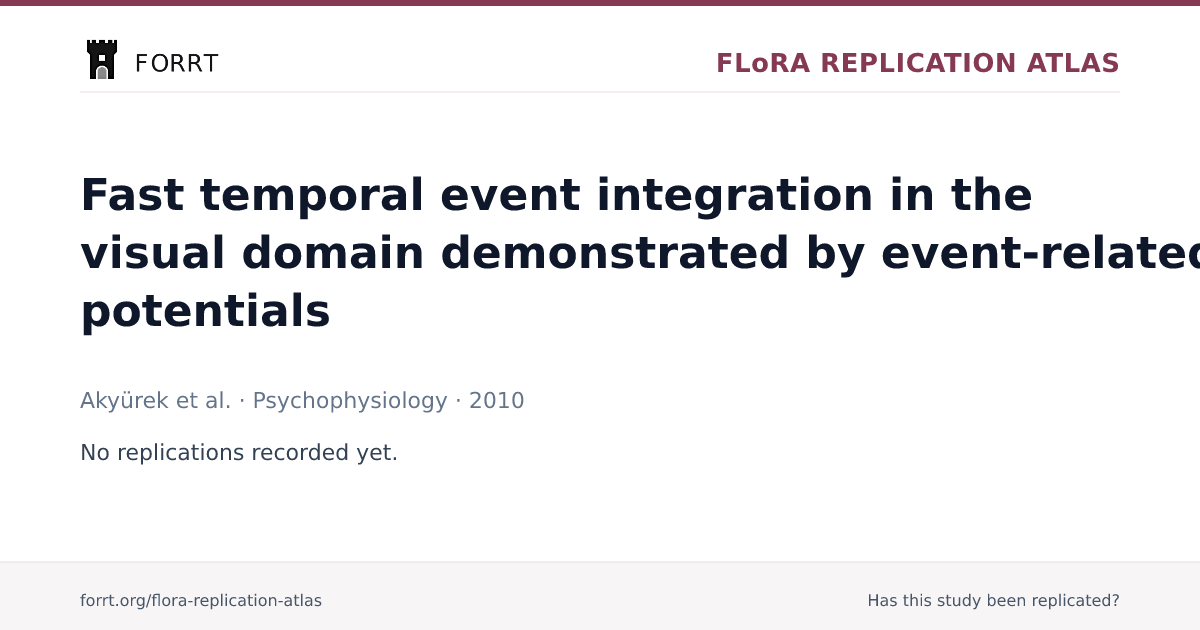 FORRT
FLoRA REPLICATION ATLAS
Fast temporal event integration in the
visual domain demonstrated by event-related
potentials
Akyürek et al. · Psychophysiology · 2010
No replications recorded yet.
forrt.org/flora-replication-atlas
Has this study been replicated?